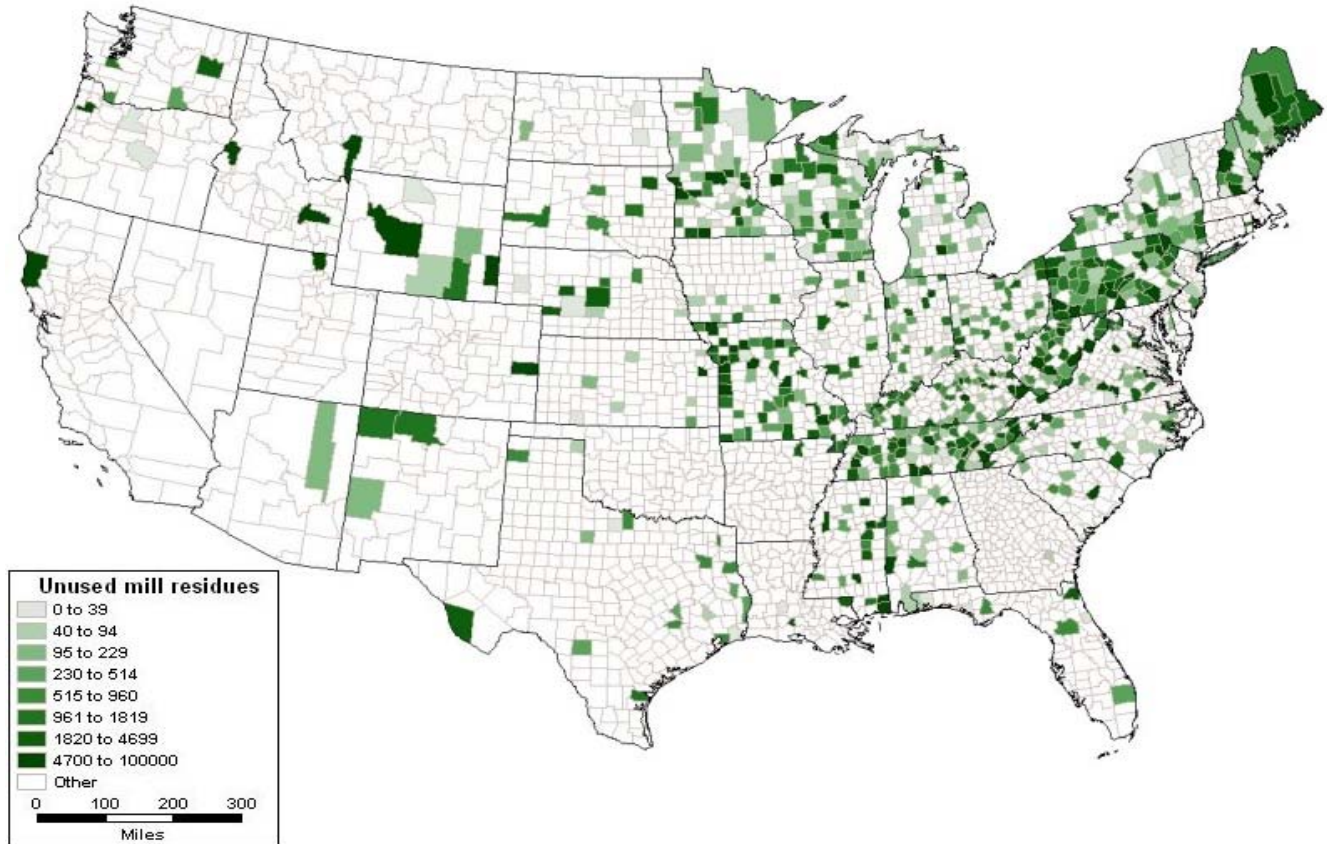 Unused mill residues
0 to 39
40 to 94
95 to 229
230 to 514
515 to 960
961 to 1819
1820 to 4699
4700 to 100000
Other
0 100 200 300
Miles